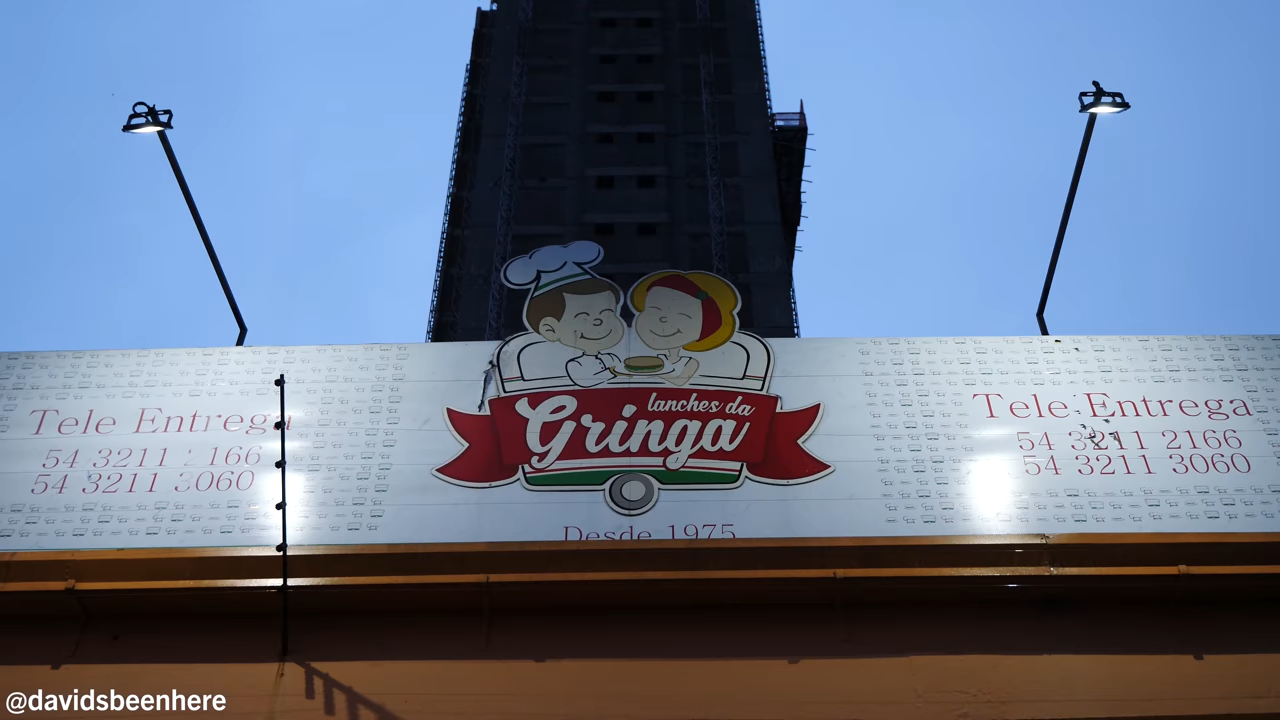 lanches da
Gringa
Tele Entrega
54 3211 2166
54 3211 3060
Tele Entrega
54 3211 2166
54 3211 3060
Desde 1975
@davidsbeenhere